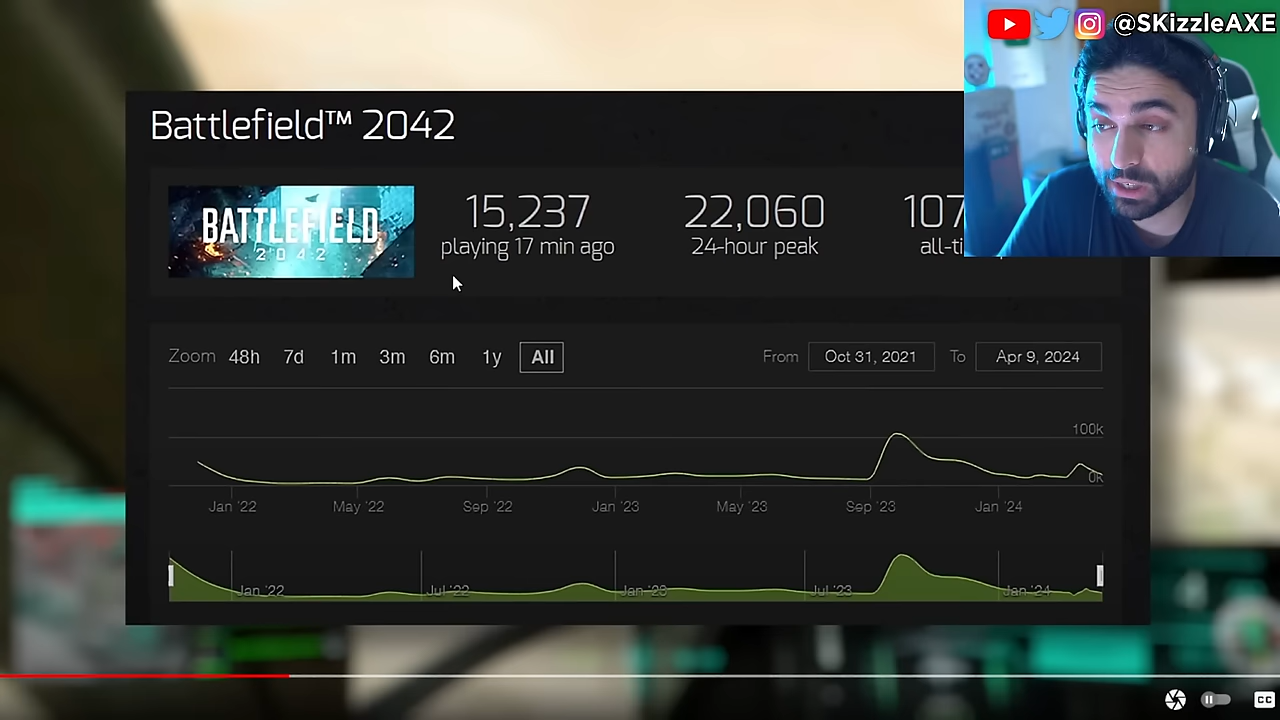 @SKizzleAXE
Battlefield™ 2042
BATTLEFIELD
2042
15,237
playing 17 min ago
22,060
24-hour peak
107
all-ti
Zoom 48h 7d 1m 3m 6m 1y All
From Oct 31, 2021 To Apr 9, 2024
100k
0k
Jan '22 May '22 Sep '22 Jan '23 May '23 Sep '23 Jan '24
Jan '22 Jul '22 Jan '23 Jul '23 Jan '24
CC